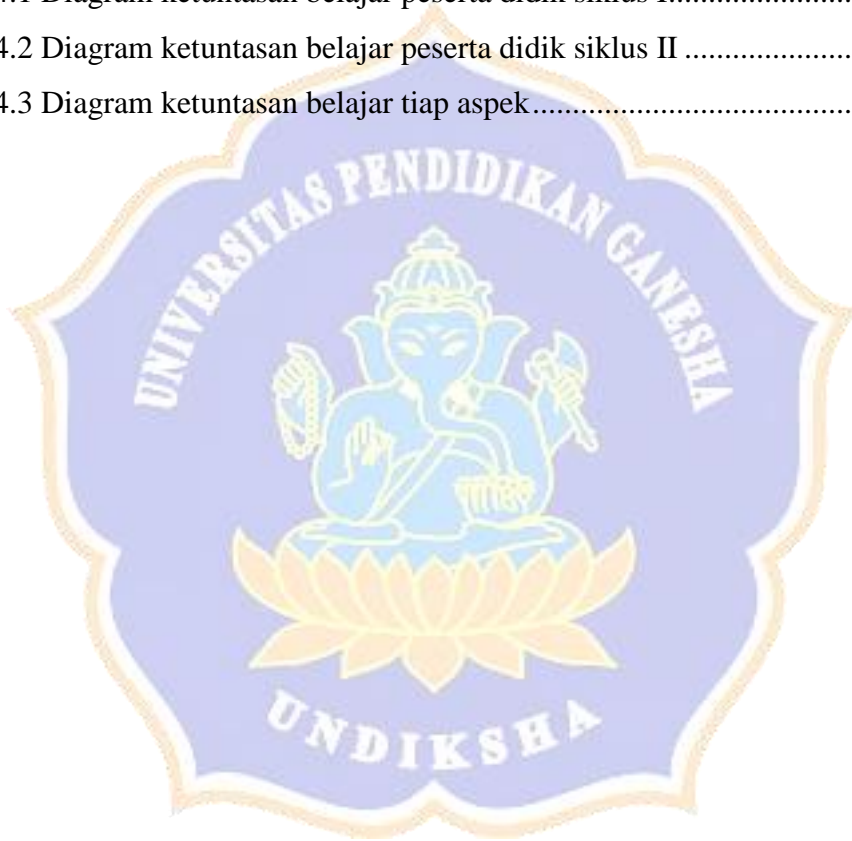 4.1 Diagram ketuntasan belajar peserta didik siklus I...........................
4.2 Diagram ketuntasan belajar peserta didik siklus II .....................
4.3 Diagram ketuntasan belajar tiap aspek........................................
UNIVERSITAS PENDIDIKAN GANESHA
UNDIKSHA